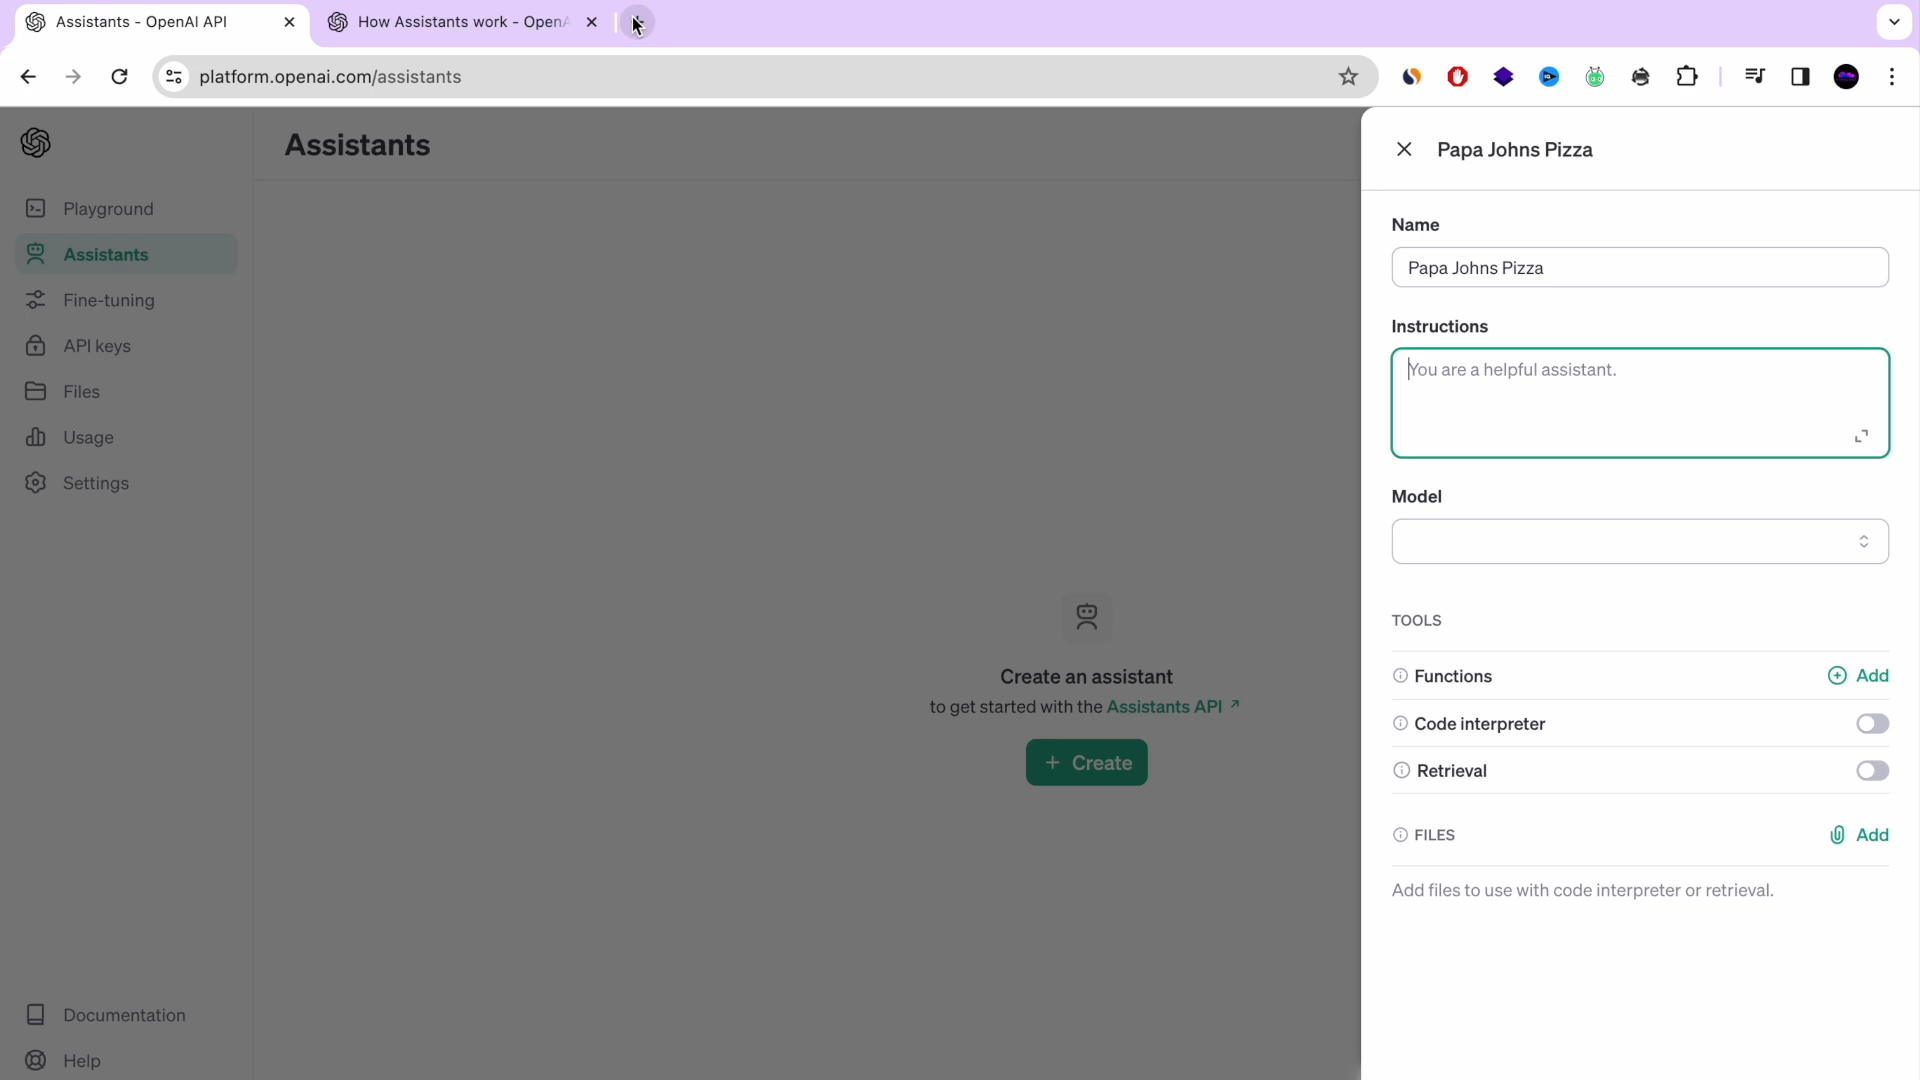 Assistants - OpenAI API
How Assistants work - OpenA
platform.openai.com/assistants
Assistants
Playground
Assistants
Fine-tuning
API keys
Files
Usage
Settings
Documentation
Help
Create an assistant
to get started with the Assistants API ↗
+ Create
Papa Johns Pizza
Name
Papa Johns Pizza
Instructions
You are a helpful assistant.
Model
TOOLS
Functions
Add
Code interpreter
Retrieval
FILES
Add
Add files to use with code interpreter or retrieval.